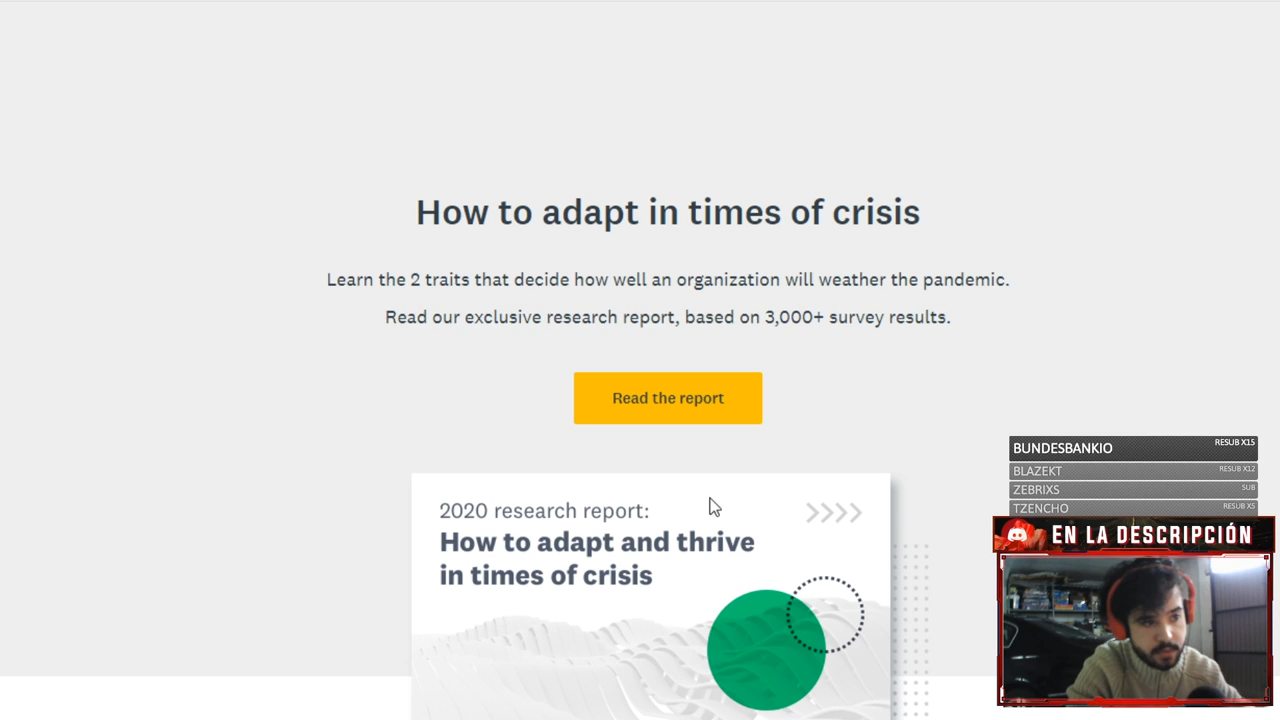 How to adapt in times of crisis
Learn the 2 traits that decide how well an organization will weather the pandemic.
Read our exclusive research report, based on 3,000+ survey results.
Read the report
2020 research report:
How to adapt and thrive
in times of crisis
BUNDESBANKIO RESUB X15
BLAZEKT RESUB X12
ZEBRIXS SUB
TZENCHO RESUB X5
EN LA DESCRIPCIÓN